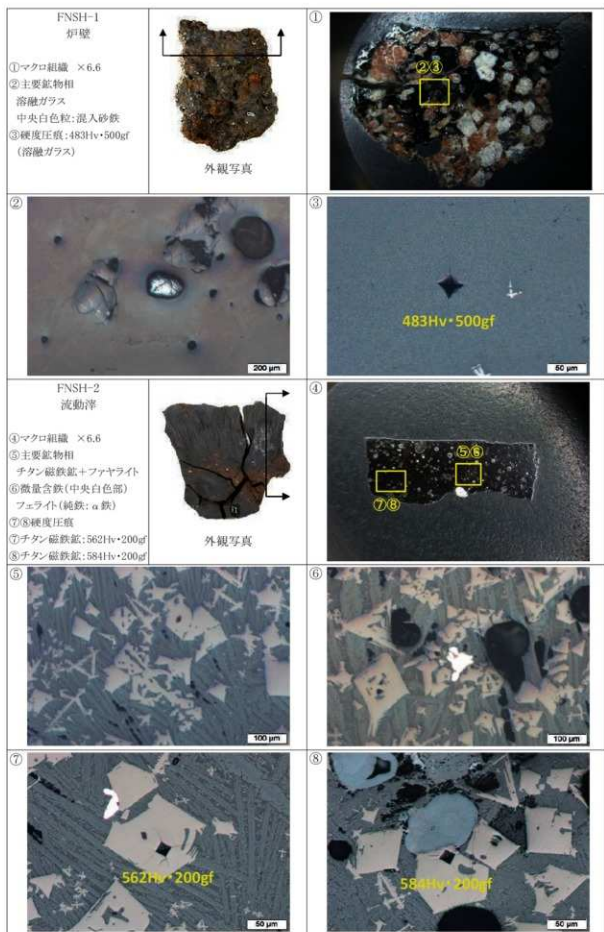 FNSH-1
炉壁
①マクロ組織 ×6.6
②主要鉱物相
溶融ガラス
中央白色粒:混入砂鉄
③硬度圧痕:483Hv・500gf
(溶融ガラス)
外観写真
①
②③
②
200 μm
③
483Hv・500gf
50 μm
FNSH-2
流動滓
④マクロ組織 ×6.6
⑤主要鉱物相
チタン磁鉄鉱+ファヤライト
⑥微量含鉄(中央白色部)
フェライト(純鉄:α鉄)
⑦⑧硬度圧痕
⑦チタン磁鉄鉱:562Hv・200gf
⑧チタン磁鉄鉱:584Hv・200gf
外観写真
④
⑤⑥
⑦⑧
⑤
100 μm
⑥
100 μm
⑦
562Hv・200gf
50 μm
⑧
584Hv・200gf
50 μm